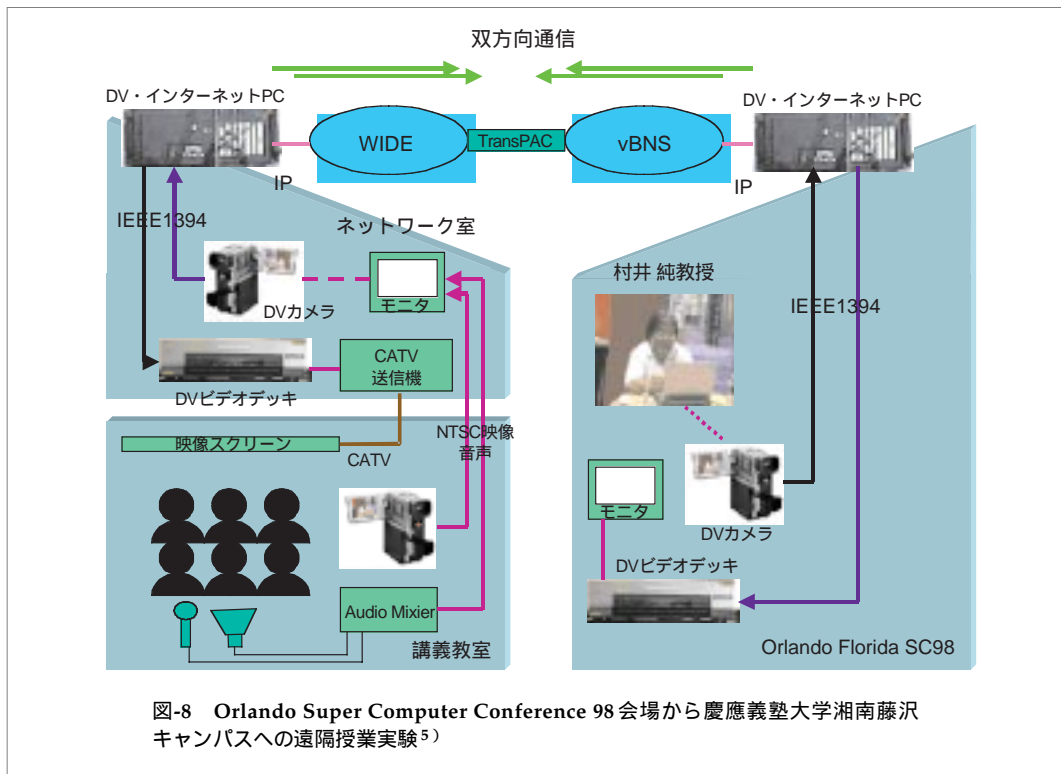 双方向通信
DV・インターネットPC
DV・インターネットPC
WIDE
TransPAC
vBNS
IP
IP
IEEE1394
ネットワーク室
村井 純教授
モニタ
DVカメラ
IEEE1394
CATV
送信機
DVビデオデッキ
NTSC映像
音声
映像スクリーン
CATV
モニタ
DVカメラ
DVビデオデッキ
Audio Mixier
講義教室
Orlando Florida SC98
図-8 Orlando Super Computer Conference 98 会場から慶應義塾大学湘南藤沢
キャンパスへの遠隔授業実験5)